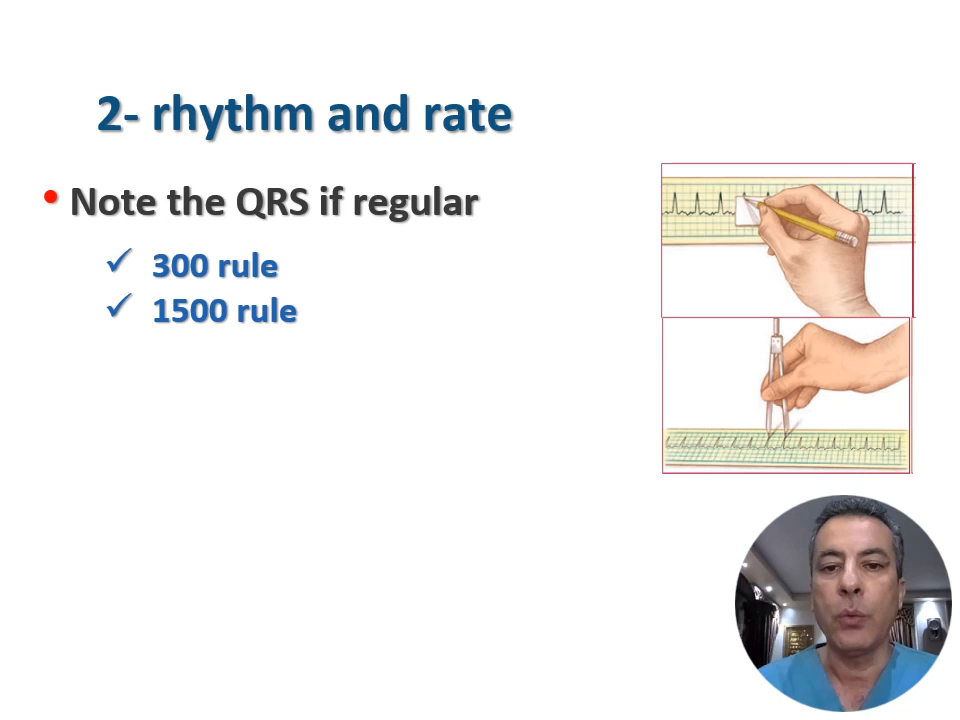 2- rhythm and rate
• Note the QRS if regular
✓ 300 rule
✓ 1500 rule